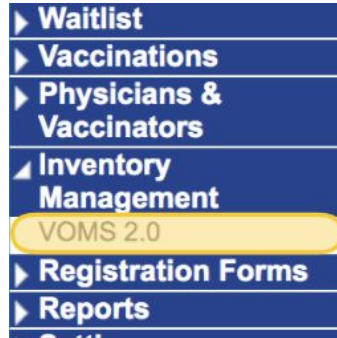 Waitlist
Vaccinations
Physicians &
Vaccinators
Inventory
Management
VOMS 2.0
Registration Forms
Reports